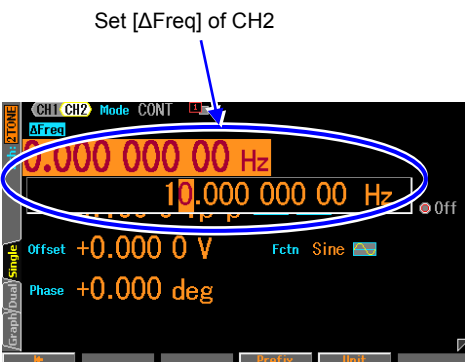 Set [ΔFreq] of CH2
CH1 CH2 Mode CONT
ΔFreq
0.000 000 00 Hz
10.000 000 00 Hz
Off
Offset +0.000 0 V Fctn Sine
Phase +0.000 deg
2TONE
Single
Dual
Graph
Prefix Unit